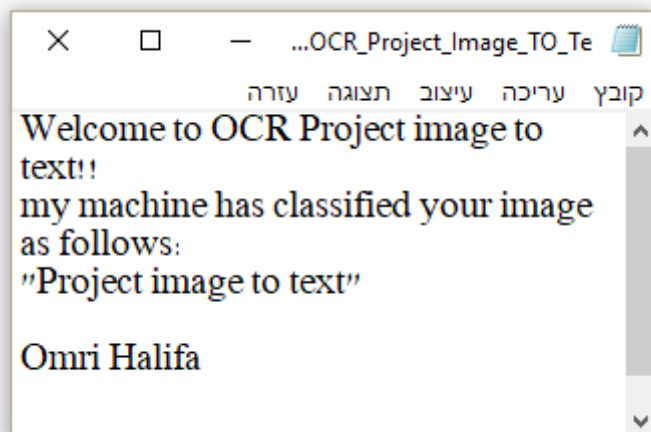 ...OCR_Project_Image_TO_Te
קובץ עריכה עיצוב תצוגה עזרה
Welcome to OCR Project image to
text!!
my machine has classified your image
as follows:
"Project image to text"
Omri Halifa